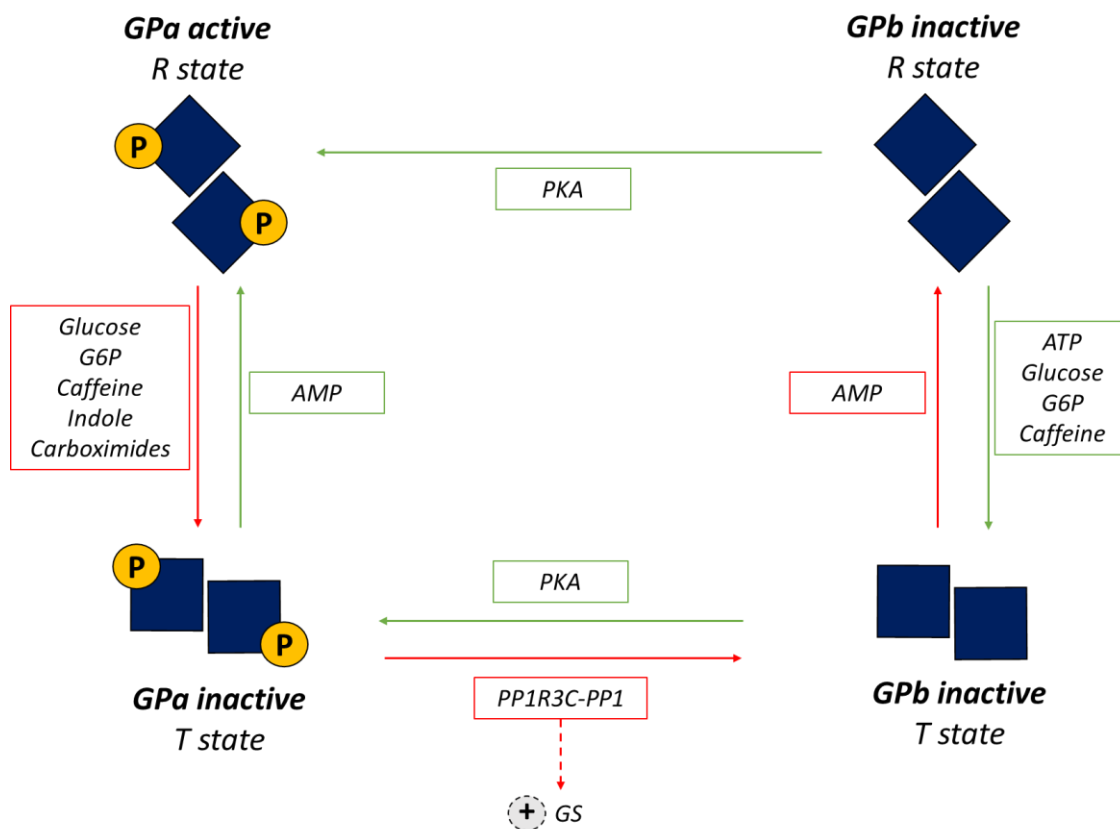 GPa active
R state
GPb inactive
R state
P
P
PKA
Glucose
G6P
Caffeine
Indole
Carboximides
AMP
AMP
ATP
Glucose
G6P
Caffeine
P
P
PKA
PP1R3C-PP1
GPa inactive
T state
GPb inactive
T state
+ GS